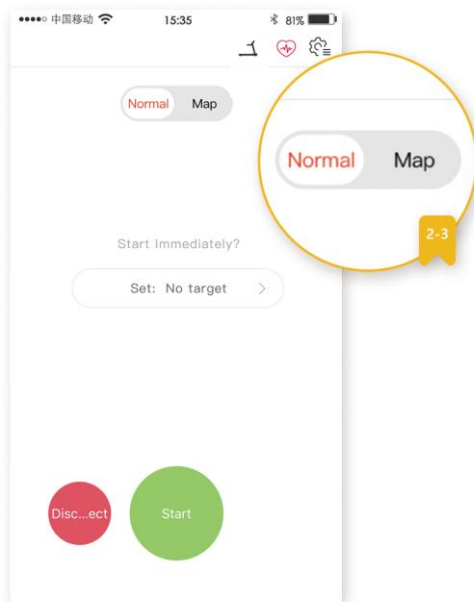 中国移动 15:35 81%
Normal Map
Normal Map
2-3
Start Immediately?
Set: No target
Disc...ect Start